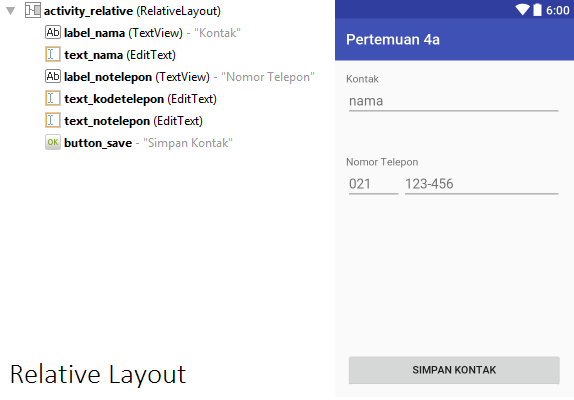 activity_relative (RelativeLayout)
Ab label_nama (TextView) - "Kontak"
text_nama (EditText)
Ab label_notelepon (TextView) - "Nomor Telepon"
text_kodetelepon (EditText)
text_notelepon (EditText)
OK button_save - "Simpan Kontak"
Relative Layout
6:00
Pertemuan 4a
Kontak
nama
Nomor Telepon
021 123-456
SIMPAN KONTAK